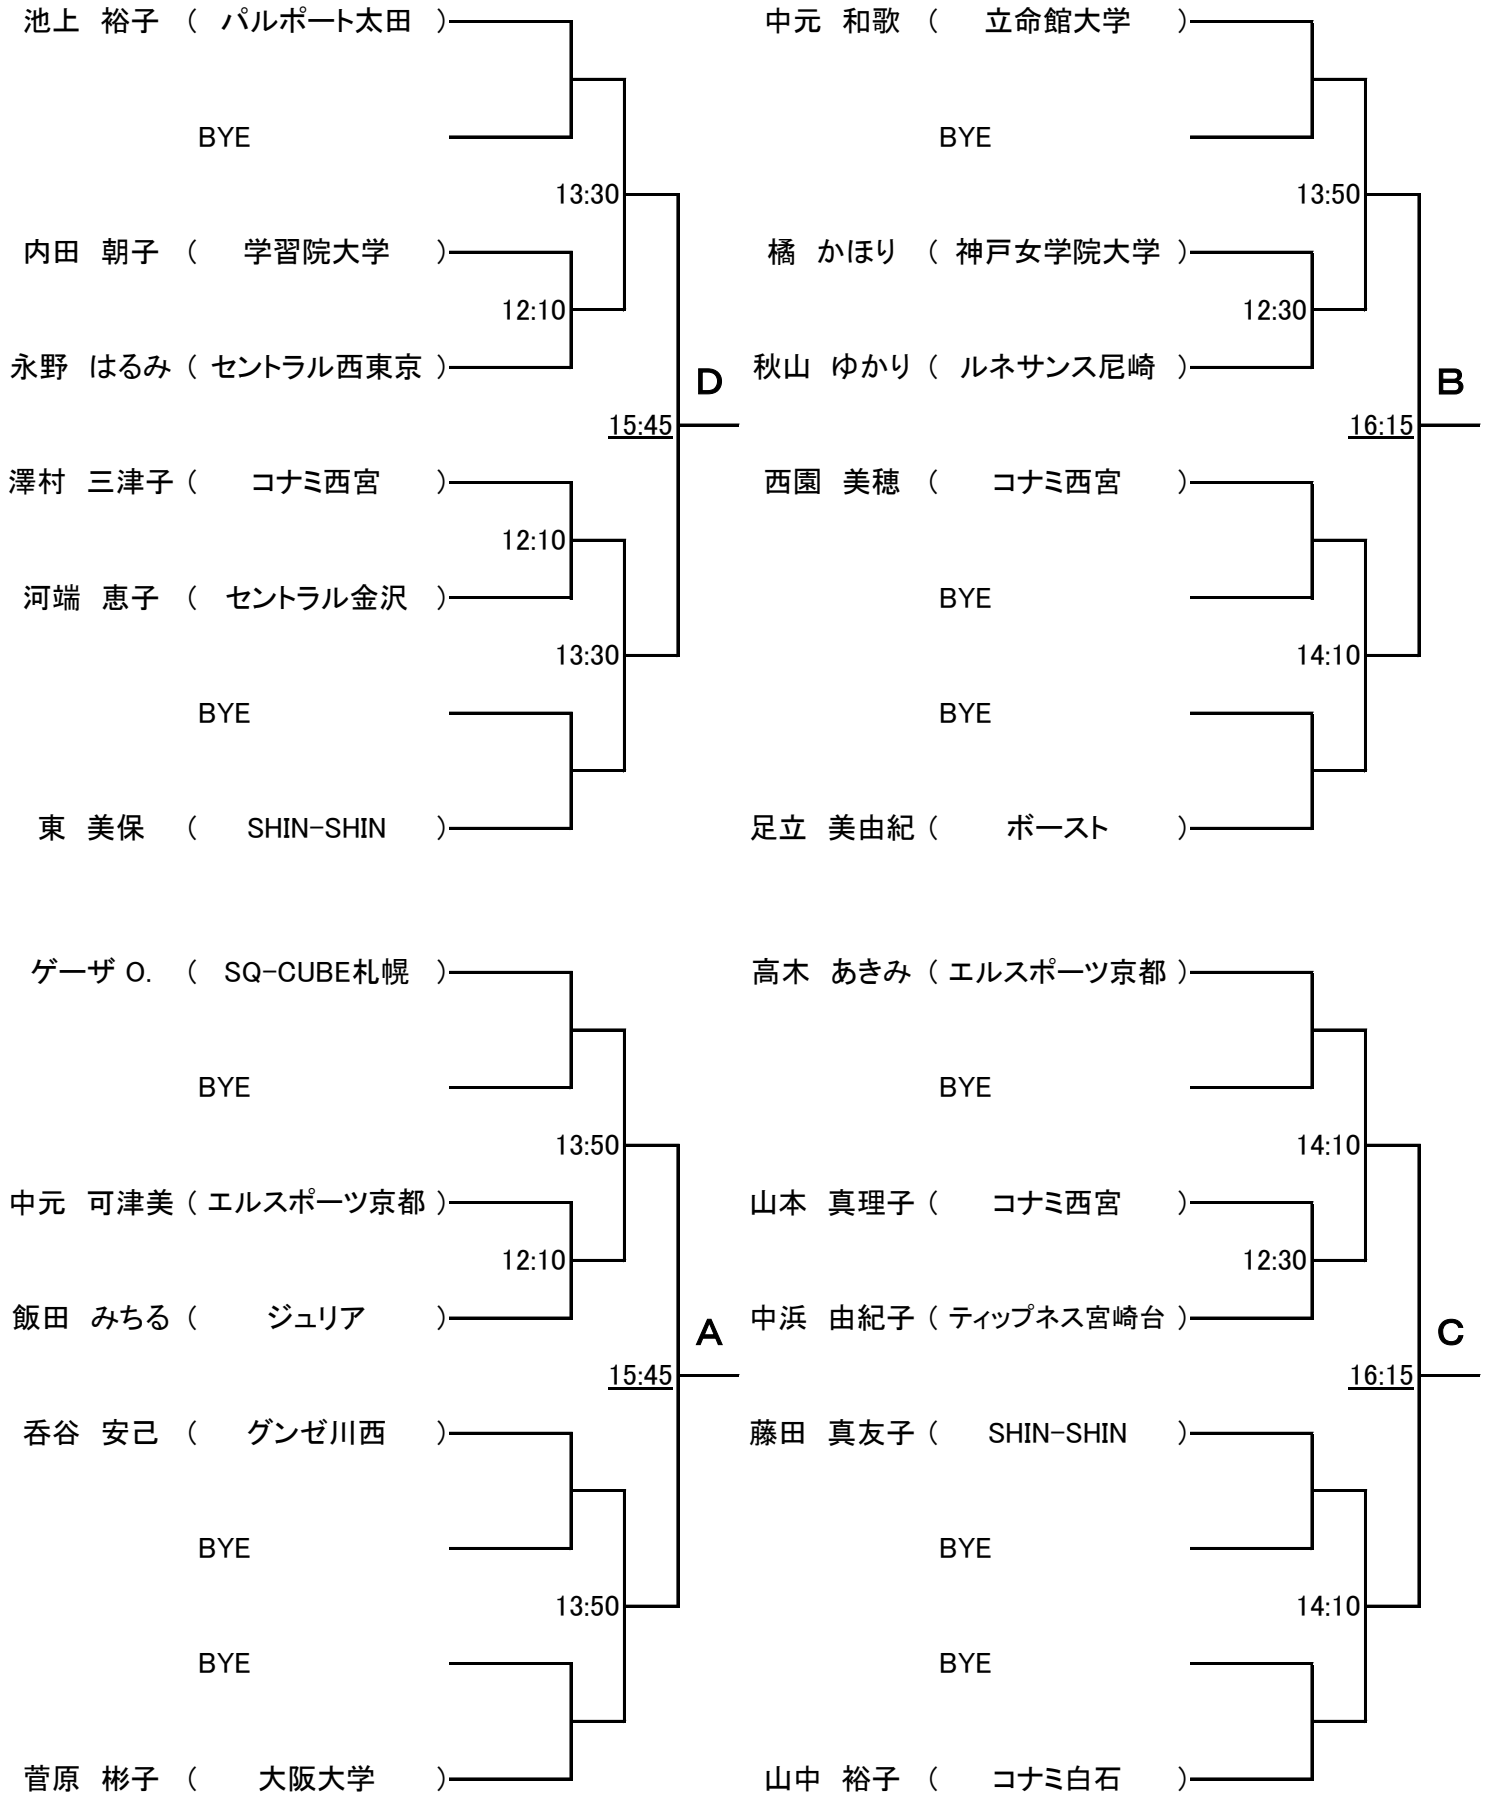 池上　裕子 （ パルポート太田 ）
BYE
13:30
内田　朝子 （ 学習院大学 ）
12:10
永野　はるみ （ セントラル西東京 ）
D
15:45
澤村　三津子 （ コナミ西宮 ）
12:10
河端　恵子 （ セントラル金沢 ）
13:30
BYE
東　美保 （ SHIN-SHIN ）
中元　和歌 （ 立命館大学 ）
BYE
13:50
橘　かほり （ 神戸女学院大学 ）
12:30
秋山　ゆかり （ ルネサンス尼崎 ）
B
16:15
西園　美穂 （ コナミ西宮 ）
BYE
14:10
BYE
足立　美由紀 （ ボースト ）
ゲーザ O. （ SQ-CUBE札幌 ）
BYE
13:50
中元　可津美 （ エルスポーツ京都 ）
12:10
飯田　みちる （ ジュリア ）
A
15:45
呑谷　安己 （ グンゼ川西 ）
BYE
13:50
BYE
菅原　彬子 （ 大阪大学 ）
高木　あきみ （ エルスポーツ京都 ）
BYE
14:10
山本　真理子 （ コナミ西宮 ）
12:30
中浜　由紀子 （ ティップネス宮崎台 ）
C
16:15
藤田　真友子 （ SHIN-SHIN ）
BYE
14:10
BYE
山中　裕子 （ コナミ白石 ）